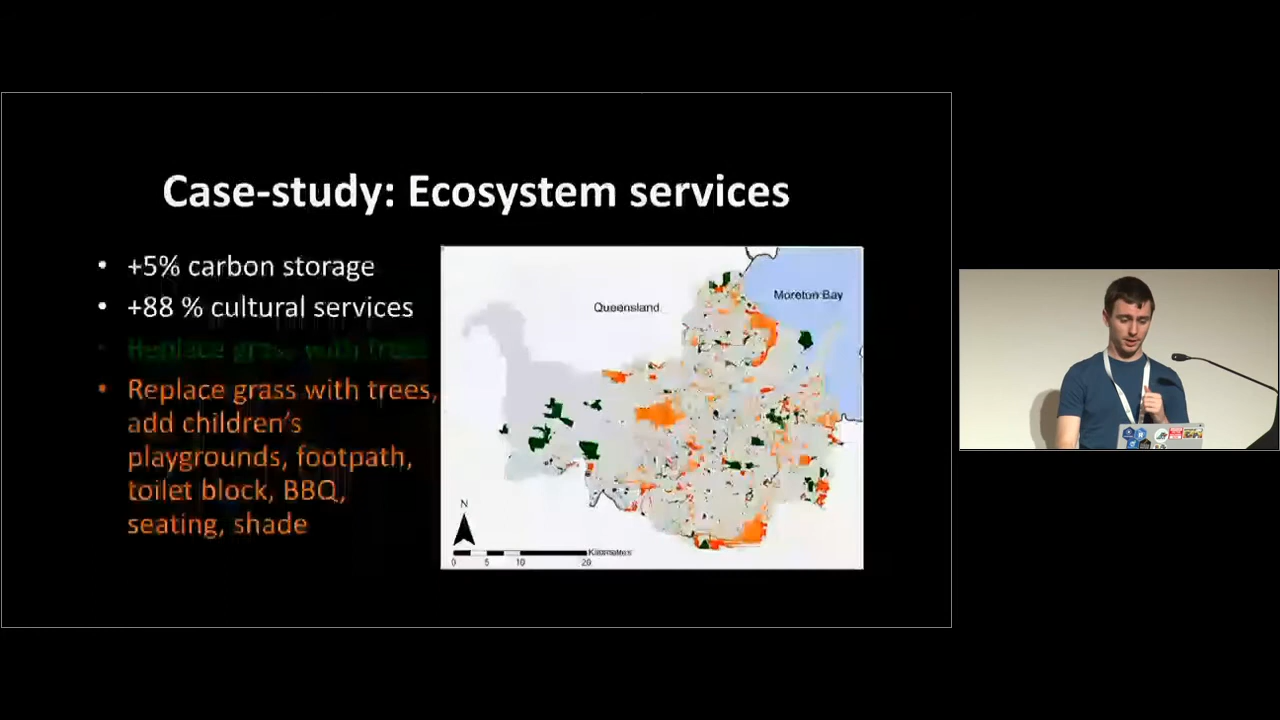 Case-study: Ecosystem services
• +5% carbon storage
• +88 % cultural services
• Replace grass with trees
• Replace grass with trees,
add children's
playgrounds, footpath,
toilet block, BBQ,
seating, shade
Queensland
Moreton Bay
N
Kilometres
0 5 10 20